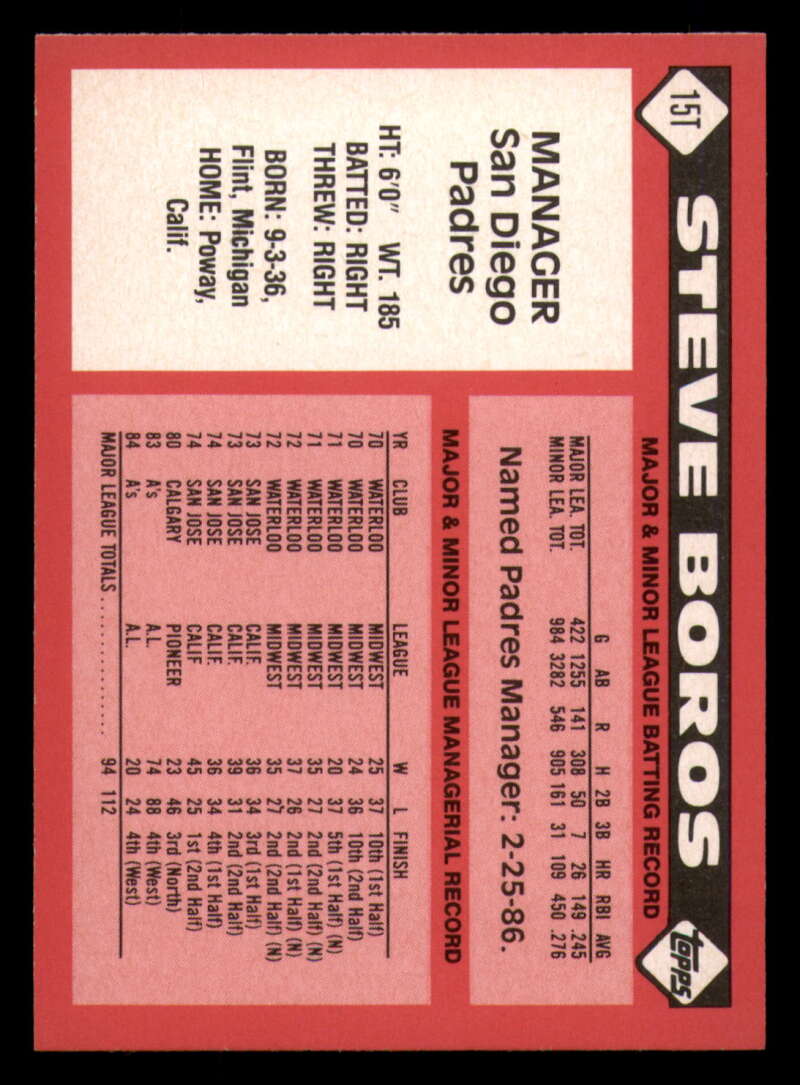 15T STEVE BOROS topps
MANAGER
San Diego
Padres
HT: 6'0" WT. 185
BATTED: RIGHT
THREW: RIGHT
BORN: 9-3-36,
Flint, Michigan
HOME: Poway,
Calif.
MAJOR & MINOR LEAGUE BATTING RECORD
G AB R H 2B 3B HR RBI AVG
MAJOR LEA. TOT. 422 1255 141 308 50 7 26 149 .245
MINOR LEA. TOT. 984 3282 546 905 161 31 109 450 .276
Named Padres Manager: 2-25-86.
MAJOR & MINOR LEAGUE MANAGERIAL RECORD
YR CLUB LEAGUE W L FINISH
70 WATERLOO MIDWEST 25 37 10th (1st Half)
70 WATERLOO MIDWEST 24 36 10th (2nd Half)
71 WATERLOO MIDWEST 20 37 5th (1st Half) (N)
71 WATERLOO MIDWEST 35 27 2nd (2nd Half) (N)
72 WATERLOO MIDWEST 37 26 2nd (1st Half) (N)
72 WATERLOO MIDWEST 35 27 2nd (2nd Half) (N)
73 SAN JOSE CALIF. 36 34 3rd (1st Half)
73 SAN JOSE CALIF. 39 31 2nd (2nd Half)
74 SAN JOSE CALIF. 36 34 4th (1st Half)
74 SAN JOSE CALIF 45 25 1st (2nd Half)
80 CALGARY PIONEER 23 46 3rd (North)
83 A's A.L. 74 88 4th (West)
84 A's A.L. 20 24 4th (West)
MAJOR LEAGUE TOTALS .............. 94 112